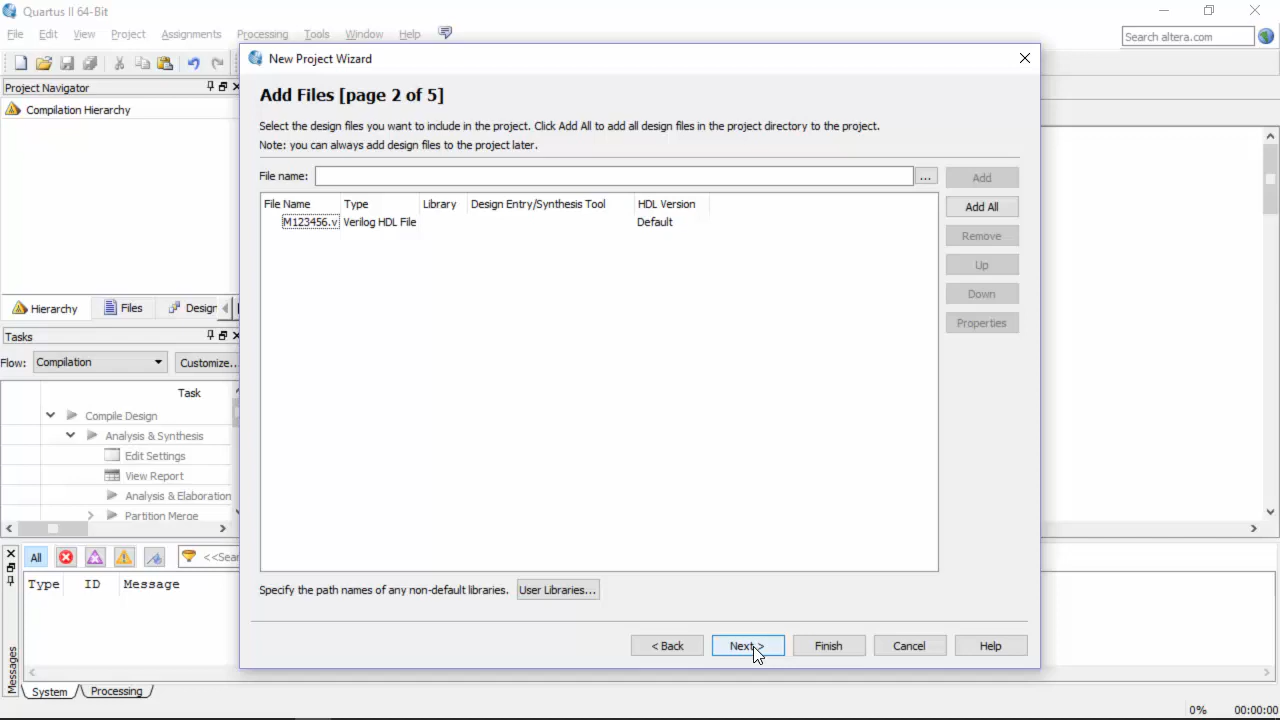 Quartus II 64-Bit
File Edit View Project Assignments Processing Tools Window Help
Search altera.com
Project Navigator
Compilation Hierarchy
Hierarchy Files Design
Tasks
Flow: Compilation Customize...
Task
Compile Design
Analysis & Synthesis
Edit Settings
View Report
Analysis & Elaboration
Partition Merge
New Project Wizard
Add Files [page 2 of 5]
Select the design files you want to include in the project. Click Add All to add all design files in the project directory to the project.
Note: you can always add design files to the project later.
File name: ... Add
File Name Type Library Design Entry/Synthesis Tool HDL Version Add All
M123456.v Verilog HDL File Default
Remove
Up
Down
Properties
Specify the path names of any non-default libraries. User Libraries...
< Back Next > Finish Cancel Help
All <<Sear
Type ID Message
Messages
System Processing
0% 00:00:00